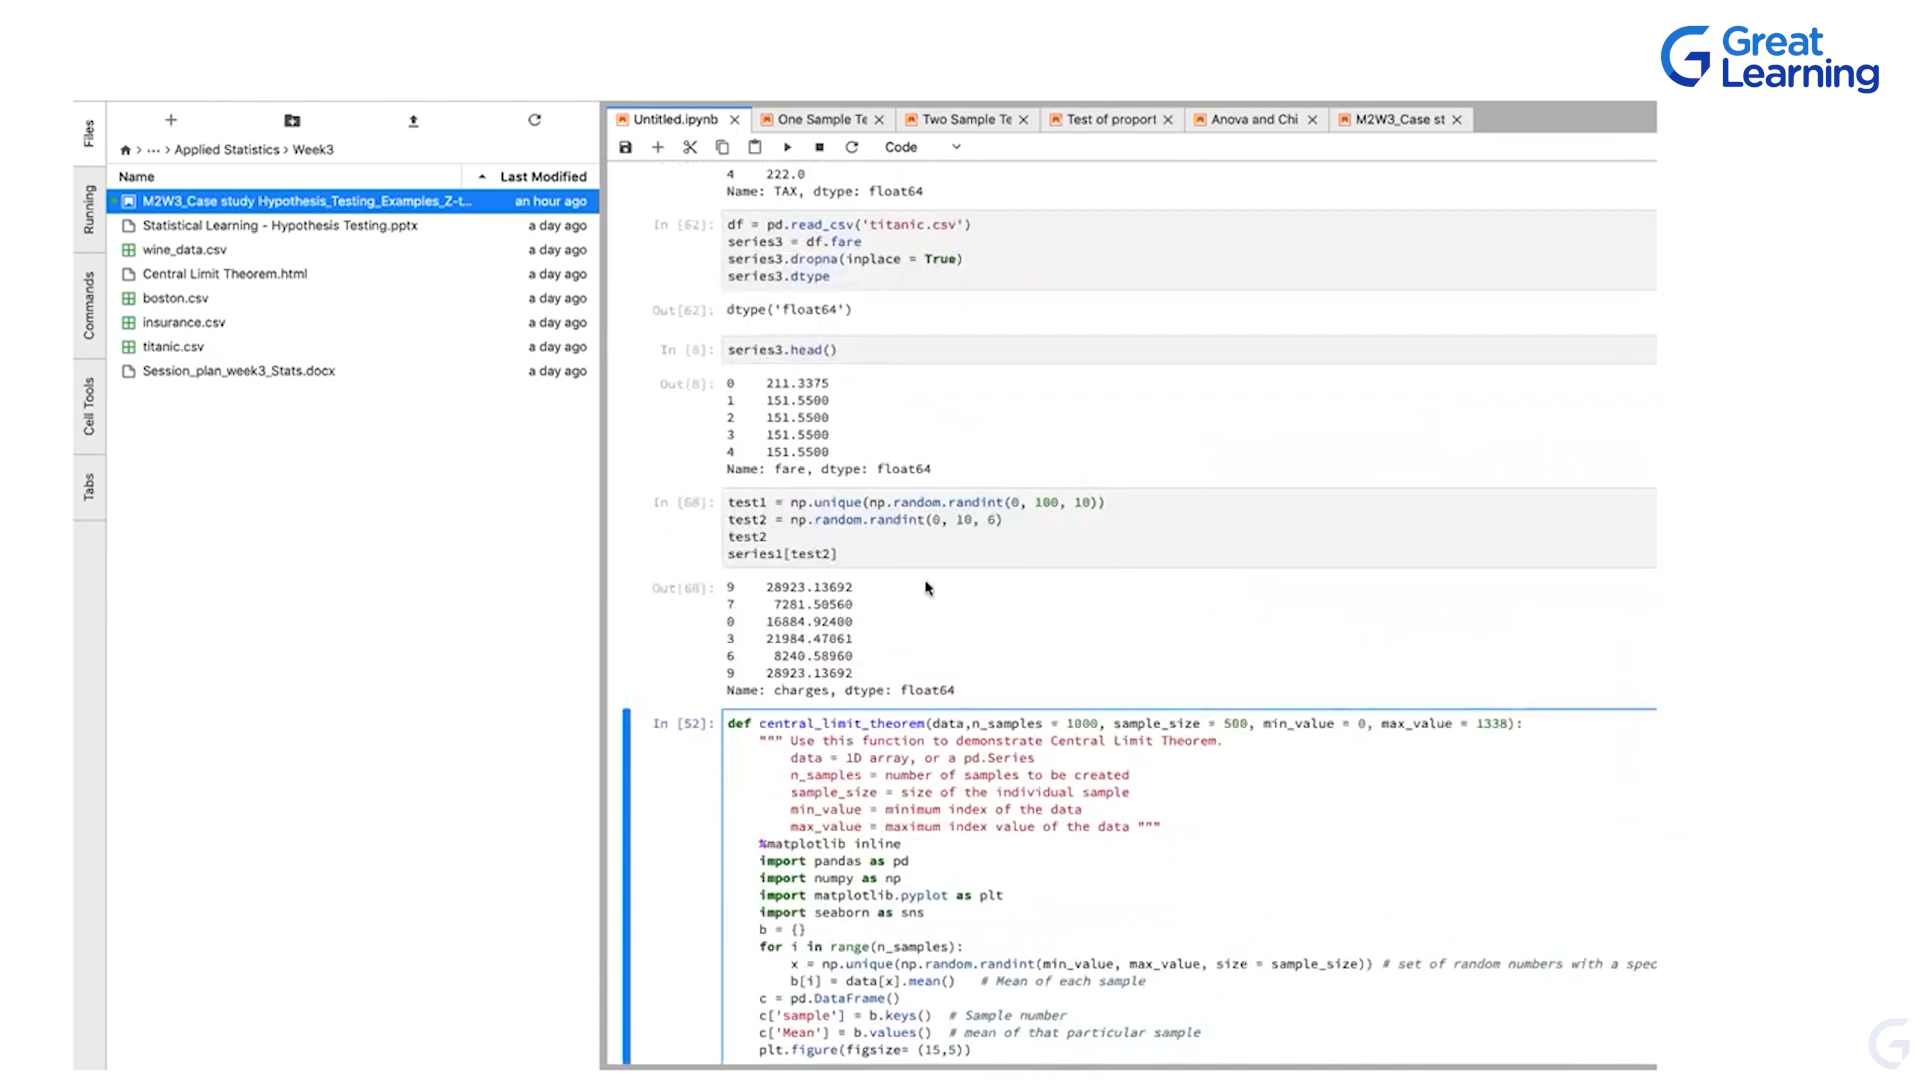 Great
Learning
Files
Running
Commands
Cell Tools
Tabs
··· > Applied Statistics > Week3
Name Last Modified
M2W3_Case study Hypothesis_Testing_Examples_Z-t... an hour ago
Statistical Learning - Hypothesis Testing.pptx a day ago
wine_data.csv a day ago
Central Limit Theorem.html a day ago
boston.csv a day ago
insurance.csv a day ago
titanic.csv a day ago
Session_plan_week3_Stats.docx a day ago
Untitled.ipynb One Sample Te Two Sample Te Test of proport Anova and Chi M2W3_Case st
Code
4 222.0
Name: TAX, dtype: float64
In [62]: df = pd.read_csv('titanic.csv')
series3 = df.fare
series3.dropna(inplace = True)
series3.dtype
Out[62]: dtype('float64')
In [8]: series3.head()
Out[8]: 0 211.3375
1 151.5500
2 151.5500
3 151.5500
4 151.5500
Name: fare, dtype: float64
In [68]: test1 = np.unique(np.random.randint(0, 100, 10))
test2 = np.random.randint(0, 10, 6)
test2
series1[test2]
Out[68]: 9 28923.13692
7 7281.50560
0 16884.92400
3 21984.47061
6 8240.58960
9 28923.13692
Name: charges, dtype: float64
In [52]: def central_limit_theorem(data,n_samples = 1000, sample_size = 500, min_value = 0, max_value = 1338):
""" Use this function to demonstrate Central Limit Theorem.
data = 1D array, or a pd.Series
n_samples = number of samples to be created
sample_size = size of the individual sample
min_value = minimum index of the data
max_value = maximum index value of the data """
%matplotlib inline
import pandas as pd
import numpy as np
import matplotlib.pyplot as plt
import seaborn as sns
b = {}
for i in range(n_samples):
x = np.unique(np.random.randint(min_value, max_value, size = sample_size)) # set of random numbers with a spec
b[i] = data[x].mean() # Mean of each sample
c = pd.DataFrame()
c['sample'] = b.keys() # Sample number
c['Mean'] = b.values() # mean of that particular sample
plt.figure(figsize= (15,5))